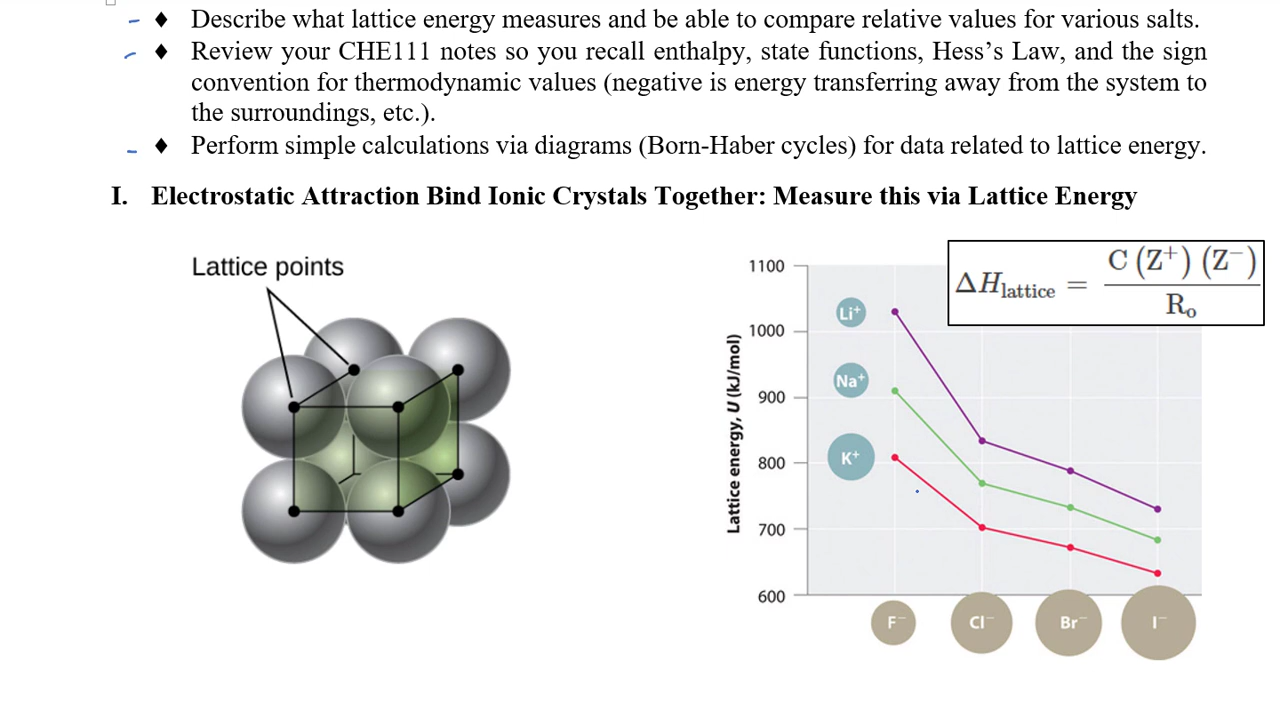 ♦ Describe what lattice energy measures and be able to compare relative values for various salts.
♦ Review your CHE111 notes so you recall enthalpy, state functions, Hess’s Law, and the sign
convention for thermodynamic values (negative is energy transferring away from the system to
the surroundings, etc.).
♦ Perform simple calculations via diagrams (Born-Haber cycles) for data related to lattice energy.
I. Electrostatic Attraction Bind Ionic Crystals Together: Measure this via Lattice Energy
Lattice points
ΔH lattice = C (Z⁺) (Z⁻) / R₀
Lattice energy, U (kJ/mol)
1100
1000
900
800
700
600
Li⁺
Na⁺
K⁺
F⁻
Cl⁻
Br⁻
I⁻